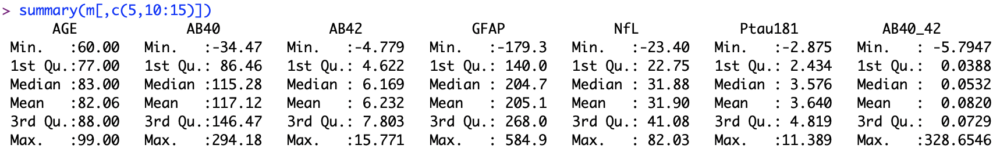 > summary(m[,c(5,10:15)])
      AGE             AB40            AB42             GFAP            NfL           Ptau181         AB40_42
 Min.   :60.00   Min.   :-34.47   Min.   :-4.779   Min.   :-179.3   Min.   :-23.40   Min.   :-2.875   Min.   : -5.7947
 1st Qu.:77.00   1st Qu.: 86.46   1st Qu.: 4.622   1st Qu.: 140.0   1st Qu.: 22.75   1st Qu.: 2.434   1st Qu.:  0.0388
 Median :83.00   Median :115.28   Median : 6.169   Median : 204.7   Median : 31.88   Median : 3.576   Median :  0.0532
 Mean   :82.06   Mean   :117.12   Mean   : 6.232   Mean   : 205.1   Mean   : 31.90   Mean   : 3.640   Mean   :  0.0820
 3rd Qu.:88.00   3rd Qu.:146.47   3rd Qu.: 7.803   3rd Qu.: 268.0   3rd Qu.: 41.08   3rd Qu.: 4.819   3rd Qu.:  0.0729
 Max.   :99.00   Max.   :294.18   Max.   :15.771   Max.   : 584.9   Max.   : 82.03   Max.   :11.389   Max.   :328.6546